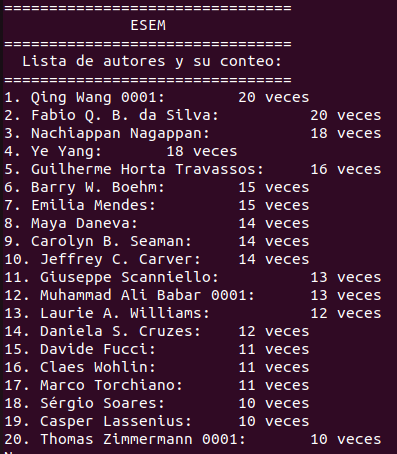 ================================
ESEM
================================
Lista de autores y su conteo:
================================
1. Qing Wang 0001: 20 veces
2. Fabio Q. B. da Silva: 20 veces
3. Nachiappan Nagappan: 18 veces
4. Ye Yang: 18 veces
5. Guilherme Horta Travassos: 16 veces
6. Barry W. Boehm: 15 veces
7. Emilia Mendes: 15 veces
8. Maya Daneva: 14 veces
9. Carolyn B. Seaman: 14 veces
10. Jeffrey C. Carver: 14 veces
11. Giuseppe Scanniello: 13 veces
12. Muhammad Ali Babar 0001: 13 veces
13. Laurie A. Williams: 12 veces
14. Daniela S. Cruzes: 12 veces
15. Davide Fucci: 11 veces
16. Claes Wohlin: 11 veces
17. Marco Torchiano: 11 veces
18. Sérgio Soares: 10 veces
19. Casper Lassenius: 10 veces
20. Thomas Zimmermann 0001: 10 veces